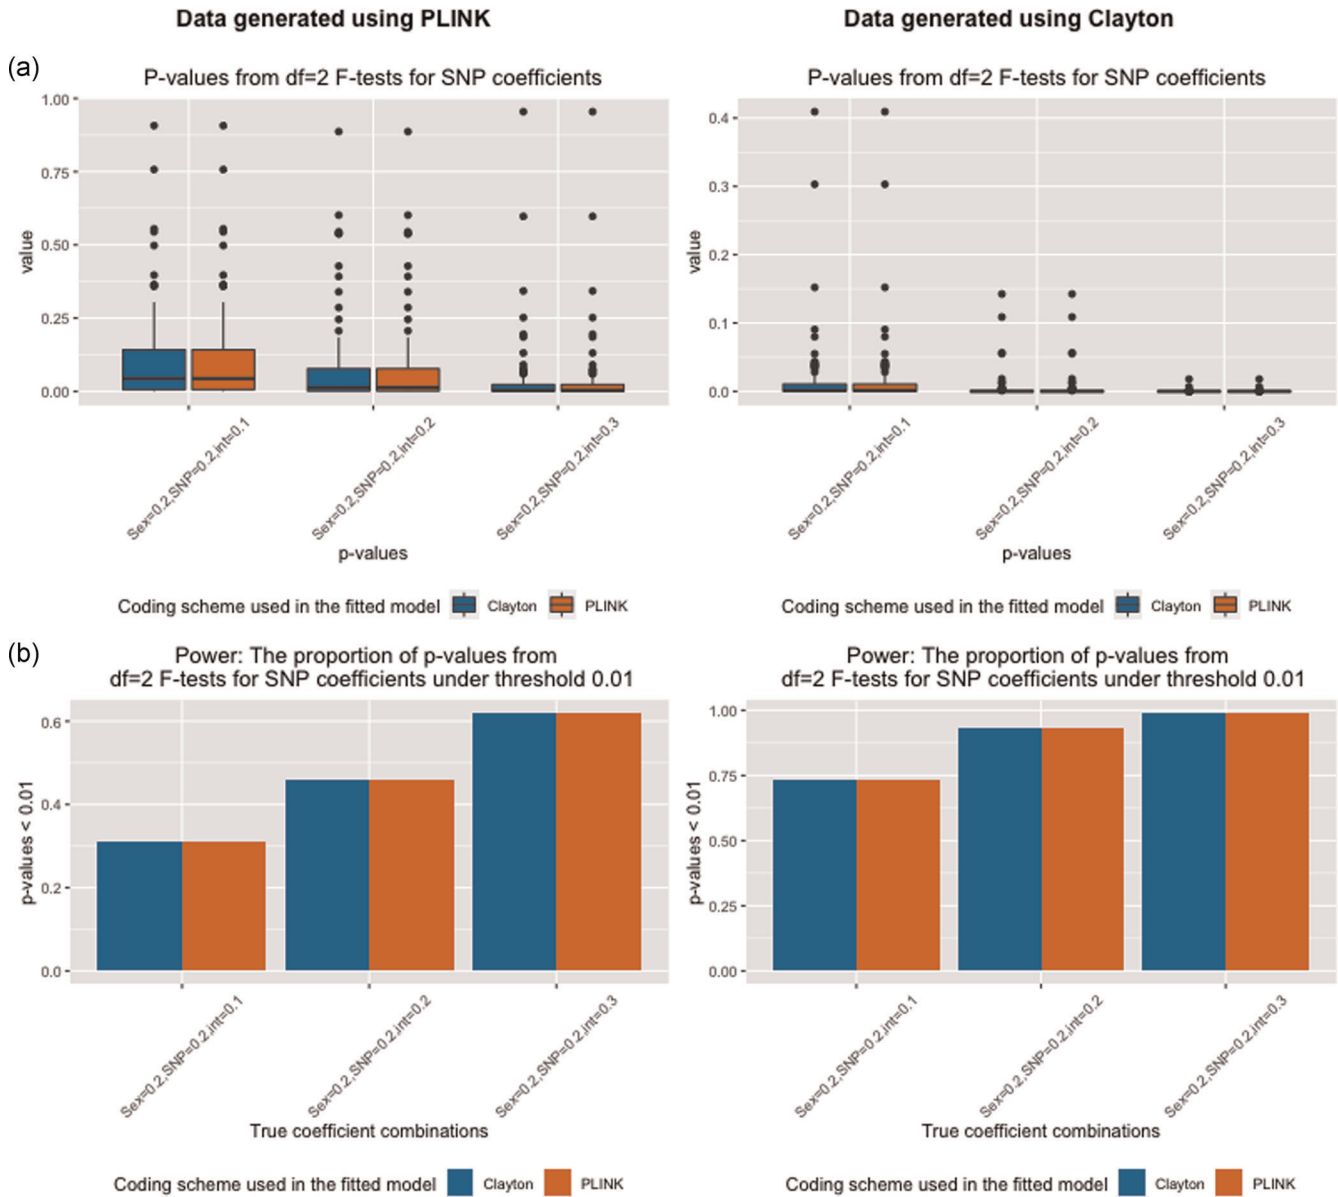 Data generated using PLINK
Data generated using Clayton
(a)
P-values from df=2 F-tests for SNP coefficients
1.00
0.75
0.50
0.25
0.00
value
Sex=0.2,SNP=0.2,int=0.1
Sex=0.2,SNP=0.2,int=0.2
Sex=0.2,SNP=0.2,int=0.3
p-values
Coding scheme used in the fitted model Clayton PLINK
P-values from df=2 F-tests for SNP coefficients
0.4
0.3
0.2
0.1
0.0
value
Sex=0.2,SNP=0.2,int=0.1
Sex=0.2,SNP=0.2,int=0.2
Sex=0.2,SNP=0.2,int=0.3
p-values
Coding scheme used in the fitted model Clayton PLINK
(b)
Power: The proportion of p-values from
df=2 F-tests for SNP coefficients under threshold 0.01
0.6
0.4
0.2
0.0
p-values < 0.01
Sex=0.2,SNP=0.2,int=0.1
Sex=0.2,SNP=0.2,int=0.2
Sex=0.2,SNP=0.2,int=0.3
True coefficient combinations
Coding scheme used in the fitted model Clayton PLINK
Power: The proportion of p-values from
df=2 F-tests for SNP coefficients under threshold 0.01
1.00
0.75
0.50
0.25
0.00
p-values < 0.01
Sex=0.2,SNP=0.2,int=0.1
Sex=0.2,SNP=0.2,int=0.2
Sex=0.2,SNP=0.2,int=0.3
True coefficient combinations
Coding scheme used in the fitted model Clayton PLINK